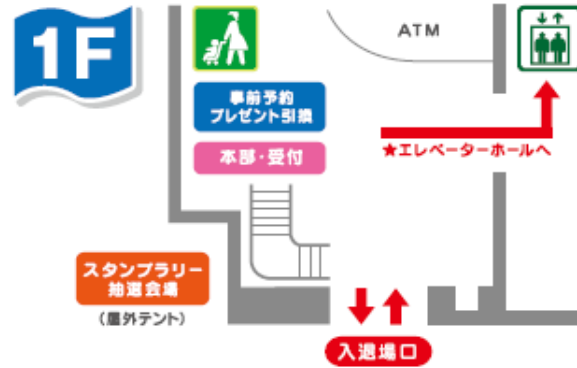 1F
ATM
事前予約
プレゼント引換
本部・受付
★エレベーターホールへ
スタンプラリー
抽選会場
(屋外テント)
入退場口